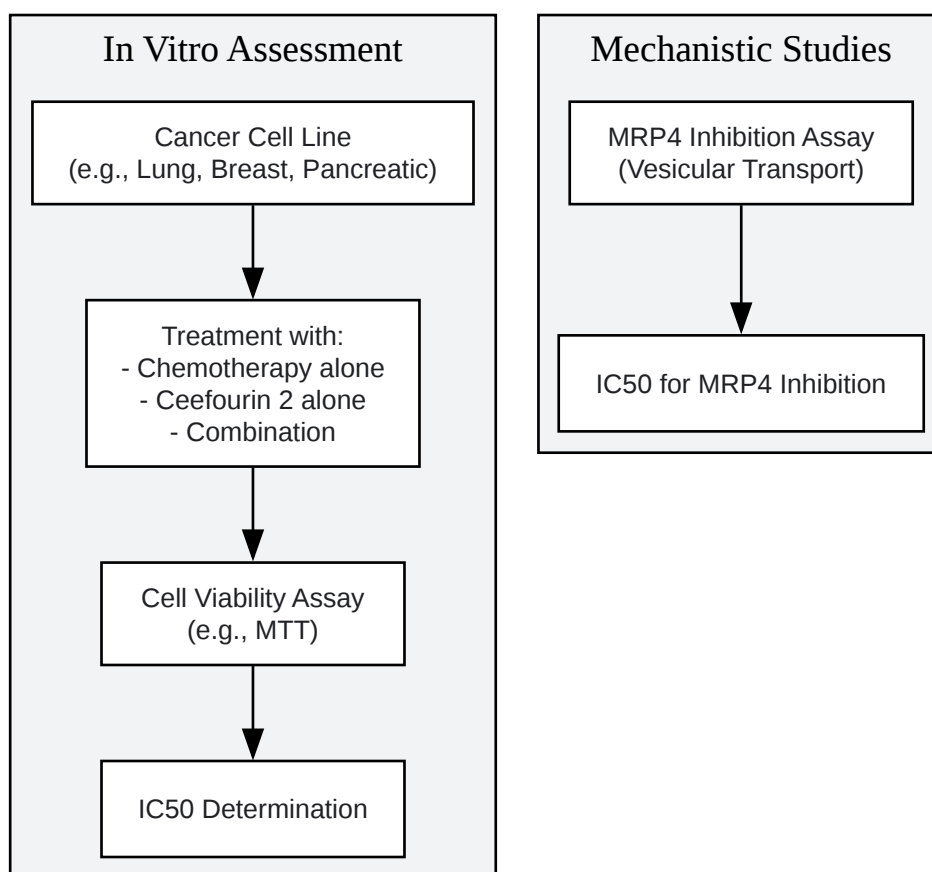 In Vitro Assessment
Cancer Cell Line
(e.g., Lung, Breast, Pancreatic)
Treatment with:
- Chemotherapy alone
- Ceefourin 2 alone
- Combination
Cell Viability Assay
(e.g., MTT)
IC50 Determination
Mechanistic Studies
MRP4 Inhibition Assay
(Vesicular Transport)
IC50 for MRP4 Inhibition